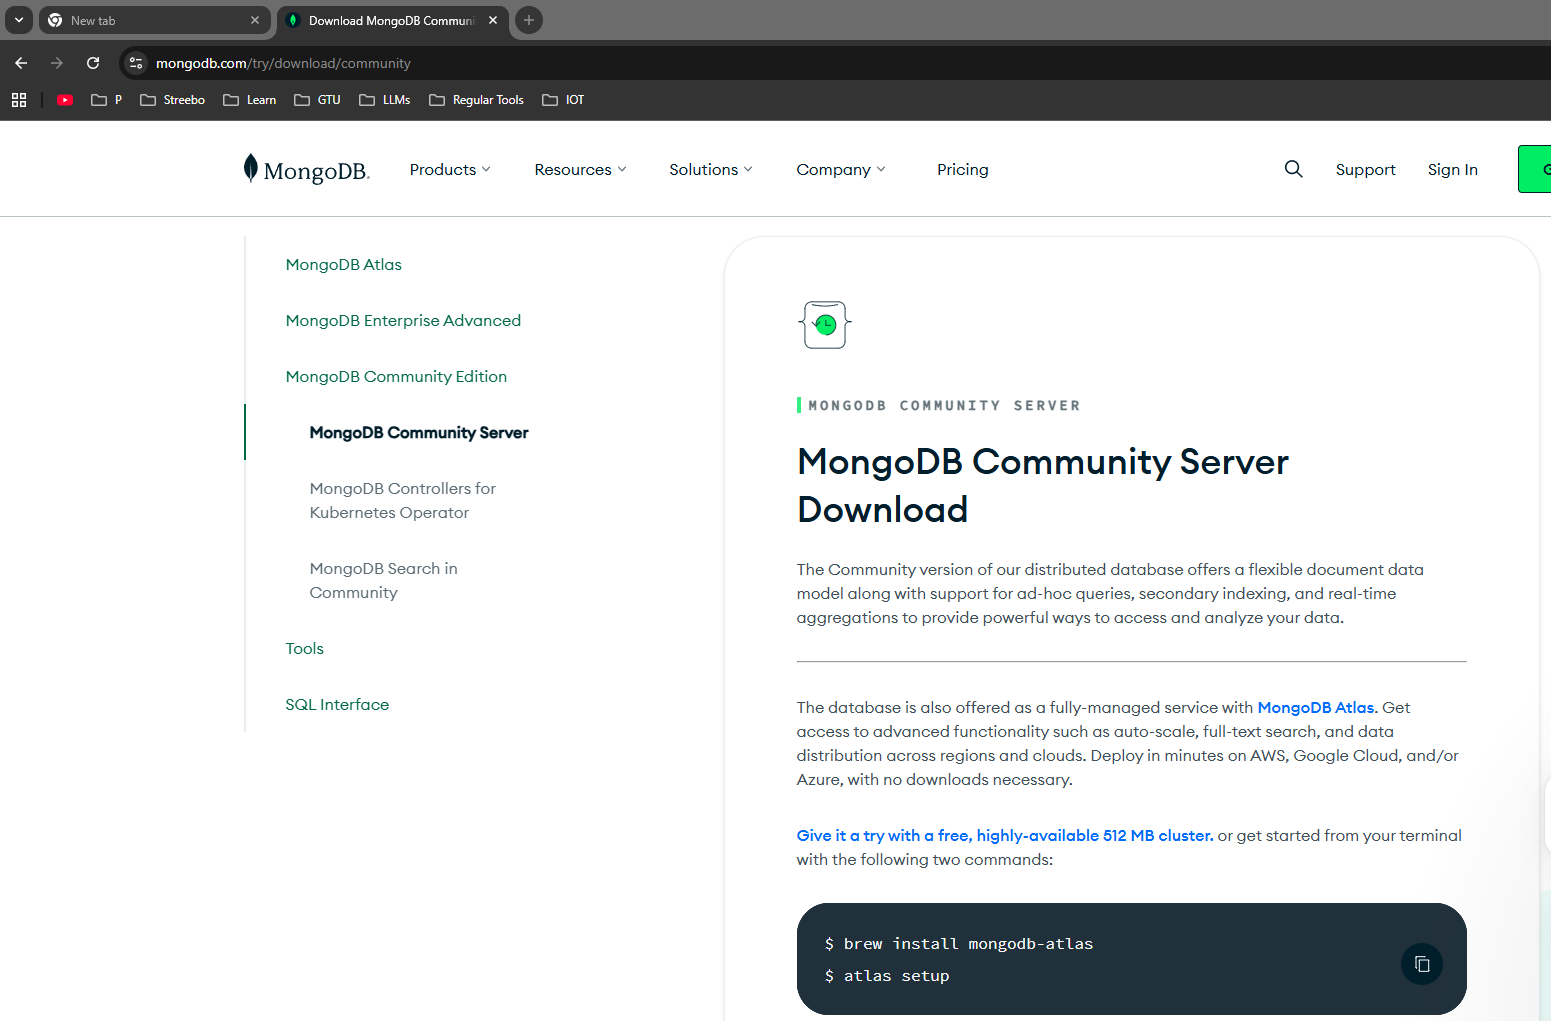 New tab
Download MongoDB Communi
mongodb.com/try/download/community
P
Streebo
Learn
GTU
LLMs
Regular Tools
IOT
MongoDB.
Products
Resources
Solutions
Company
Pricing
Support
Sign In
MongoDB Atlas
MongoDB Enterprise Advanced
MongoDB Community Edition
MongoDB Community Server
MongoDB Controllers for
Kubernetes Operator
MongoDB Search in
Community
Tools
SQL Interface
MONGODB COMMUNITY SERVER
MongoDB Community Server
Download
The Community version of our distributed database offers a flexible document data
model along with support for ad-hoc queries, secondary indexing, and real-time
aggregations to provide powerful ways to access and analyze your data.
The database is also offered as a fully-managed service with MongoDB Atlas. Get
access to advanced functionality such as auto-scale, full-text search, and data
distribution across regions and clouds. Deploy in minutes on AWS, Google Cloud, and/or
Azure, with no downloads necessary.
Give it a try with a free, highly-available 512 MB cluster. or get started from your terminal
with the following two commands:
$ brew install mongodb-atlas
$ atlas setup